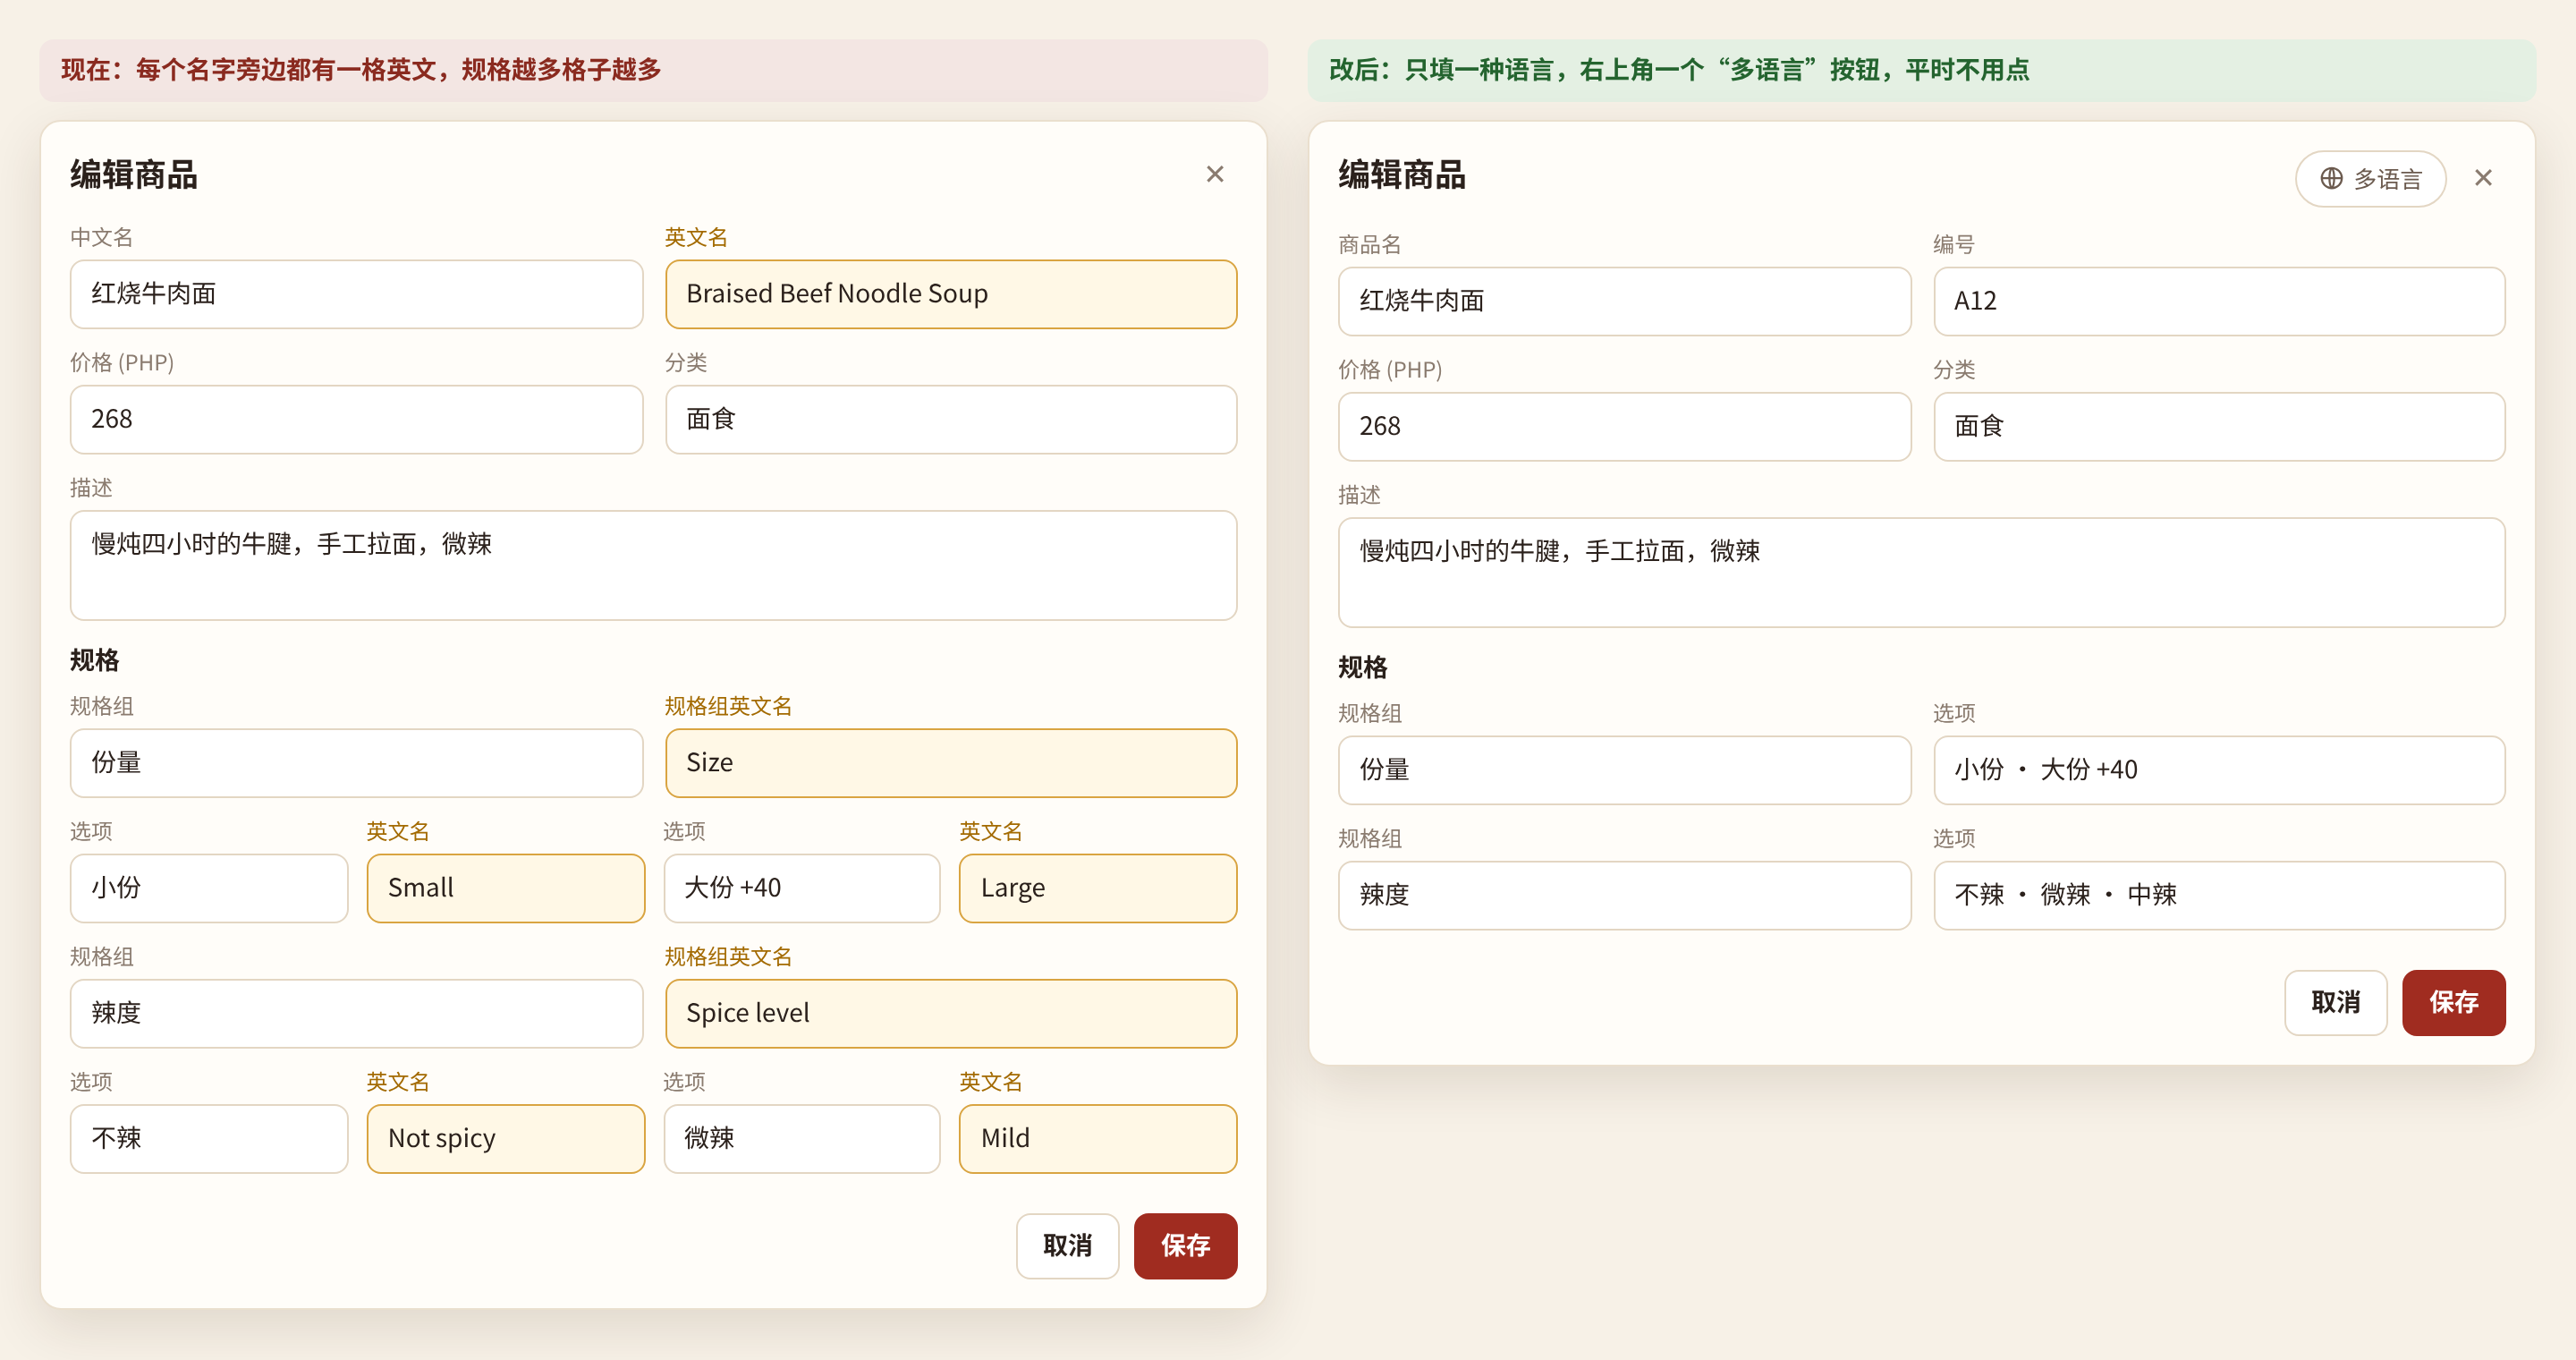 现在：每个名字旁边都有一格英文，规格越多格子越多
编辑商品
×
中文名 英文名
红烧牛肉面 Braised Beef Noodle Soup
价格 (PHP) 分类
268 面食
描述
慢炖四小时的牛腱，手工拉面，微辣
规格
规格组 规格组英文名
份量 Size
选项 英文名 选项 英文名
小份 Small 大份 +40 Large
规格组 规格组英文名
辣度 Spice level
选项 英文名 选项 英文名
不辣 Not spicy 微辣 Mild
取消 保存
改后：只填一种语言，右上角一个“多语言”按钮，平时不用点
编辑商品 多语言 ×
商品名 编号
红烧牛肉面 A12
价格 (PHP) 分类
268 面食
描述
慢炖四小时的牛腱，手工拉面，微辣
规格
规格组 选项
份量 小份 · 大份 +40
规格组 选项
辣度 不辣 · 微辣 · 中辣
取消 保存